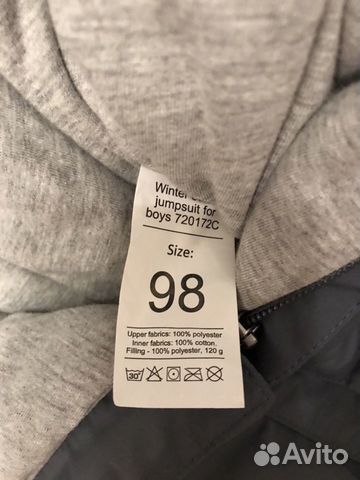 Winter
jumpsuit for
boys 720172C
Size:
98
Upper fabrics: 100% polyester
Inner fabrics: 100% cotton,
Filling - 100% polyester, 120 g
30°
Avito